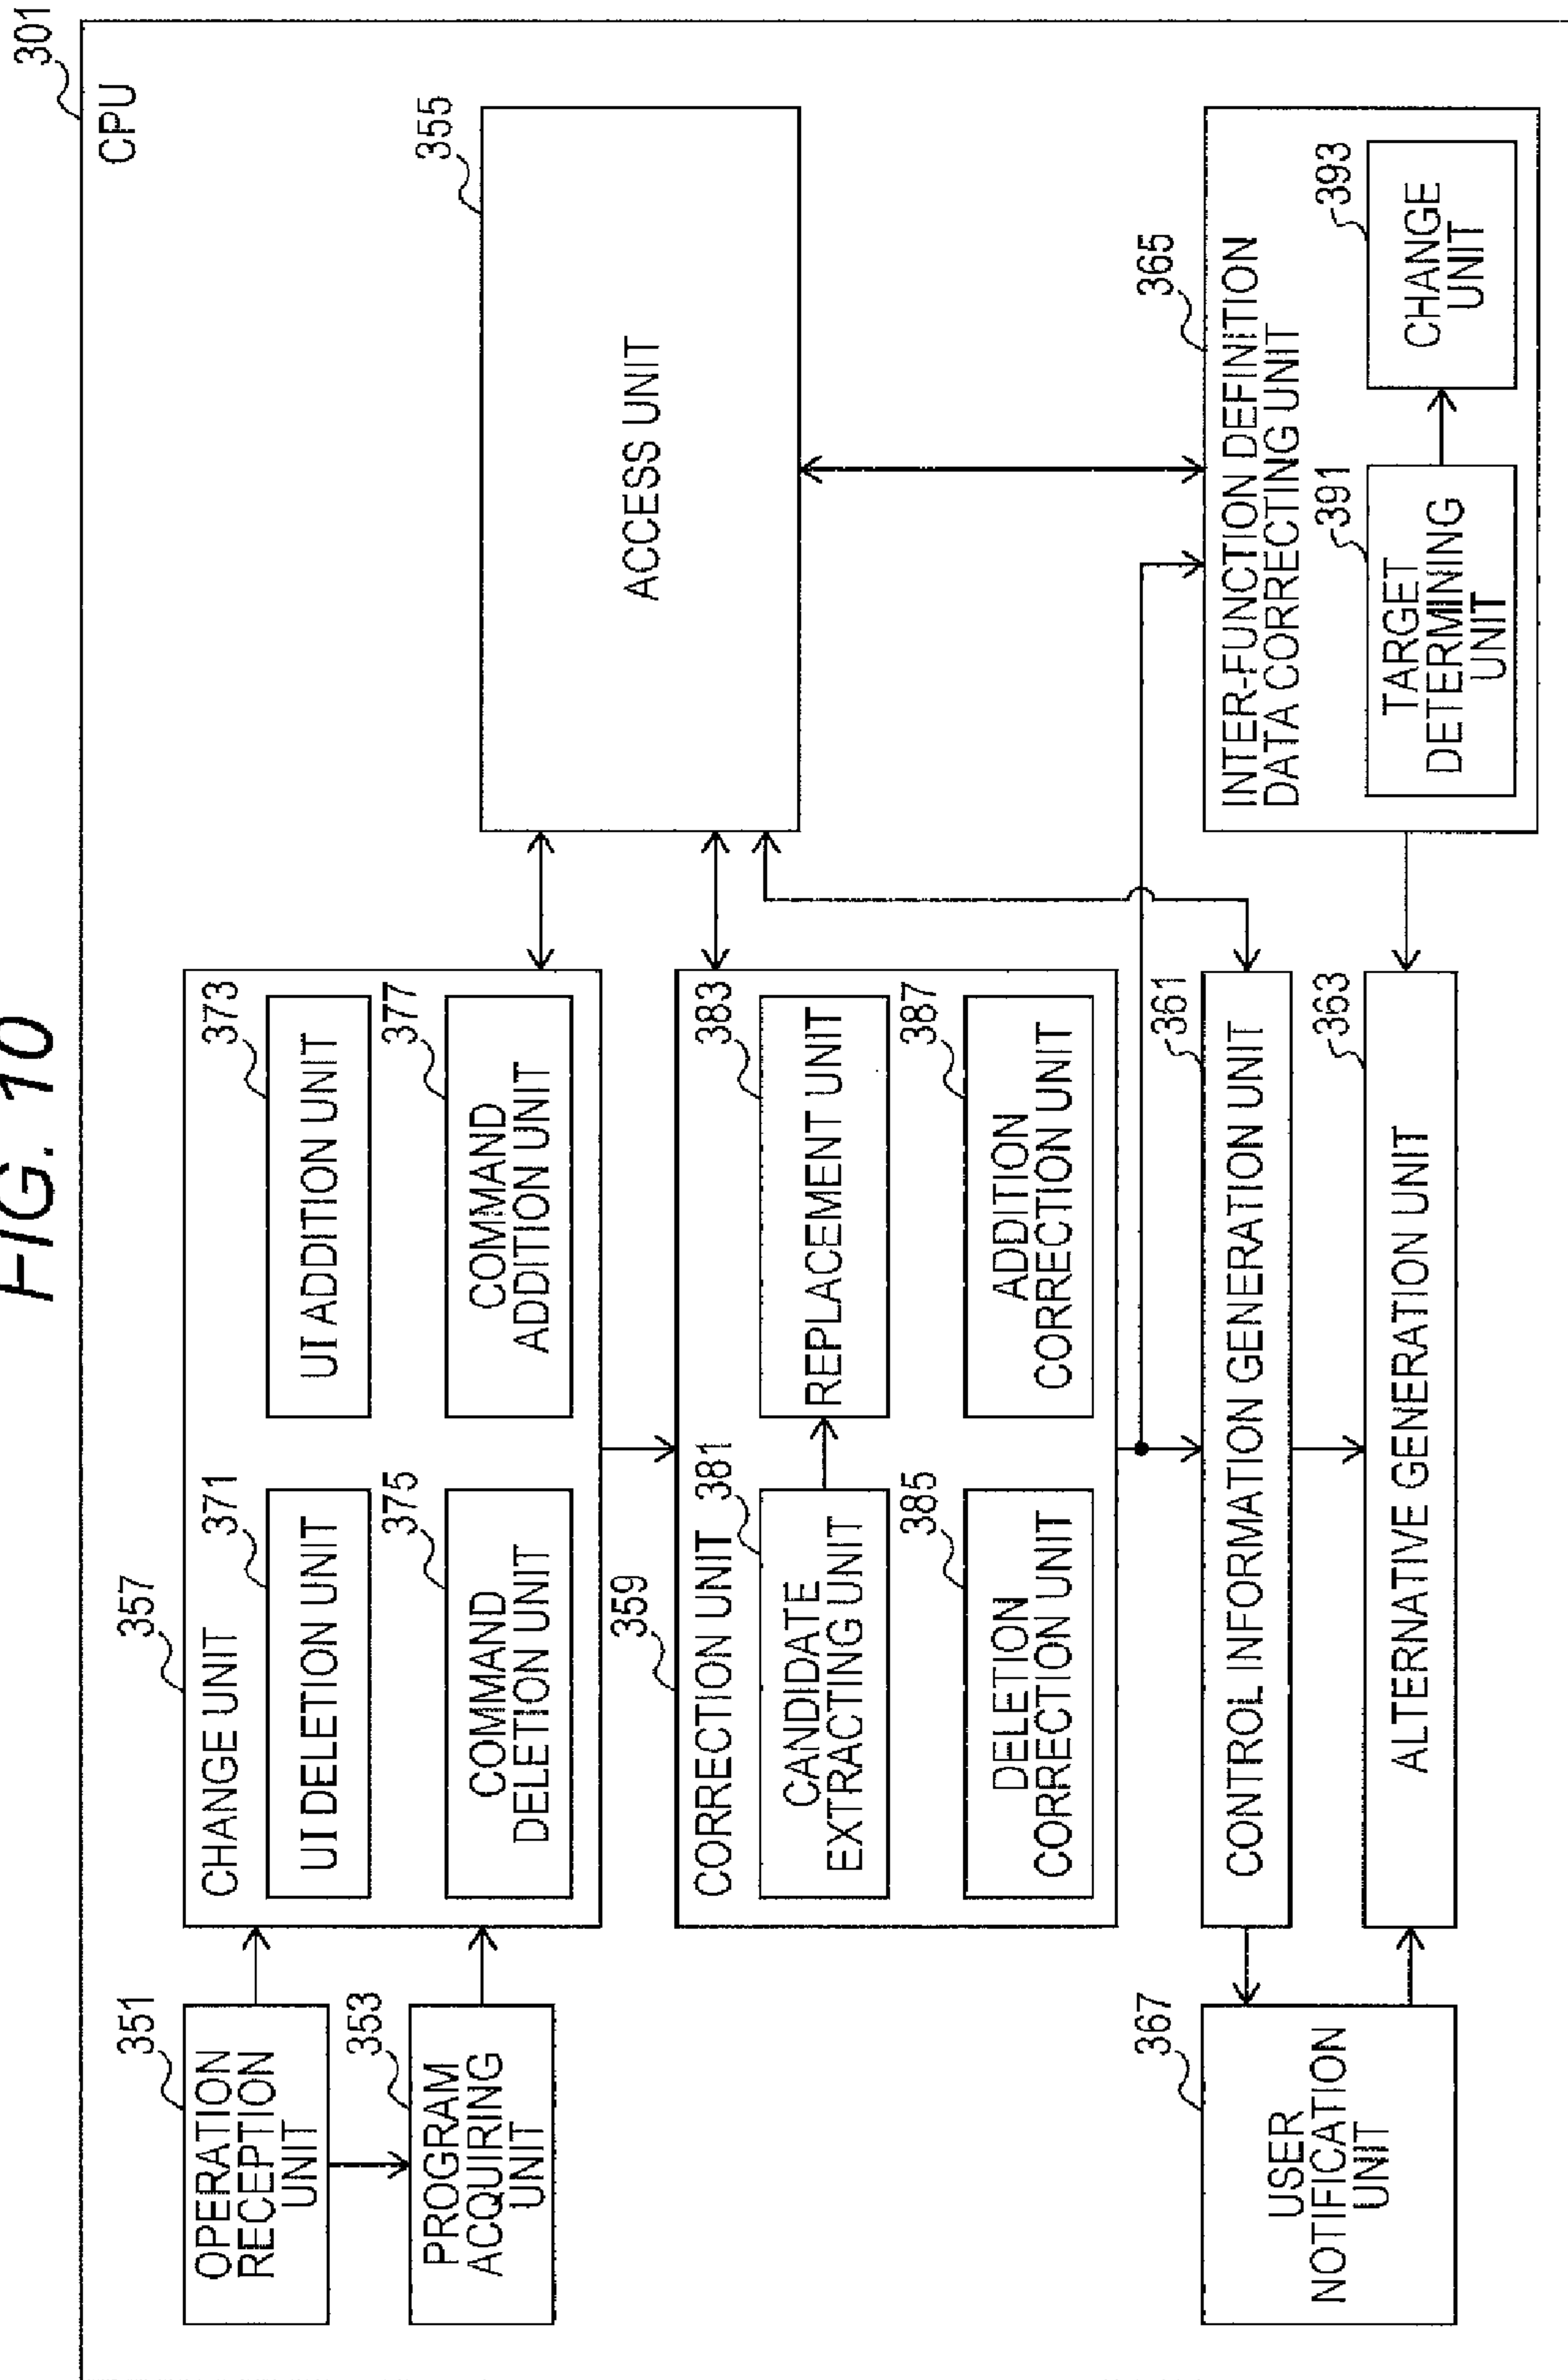 FIG. 10
301
CPU
351
OPERATION
RECEPTION
UNIT
353
PROGRAM
ACQUIRING
UNIT
357
CHANGE UNIT
371
UI DELETION UNIT
373
UI ADDITION UNIT
375
COMMAND
DELETION UNIT
377
COMMAND
ADDITION UNIT
355
ACCESS UNIT
359
CORRECTION UNIT
381
CANDIDATE
EXTRACTING UNIT
383
REPLACEMENT UNIT
385
DELETION
CORRECTION UNIT
387
ADDITION
CORRECTION UNIT
361
CONTROL INFORMATION GENERATION UNIT
363
ALTERNATIVE GENERATION UNIT
365
INTER-FUNCTION DEFINITION
DATA CORRECTING UNIT
391
TARGET
DETERMINING
UNIT
393
CHANGE
UNIT
367
USER
NOTIFICATION
UNIT